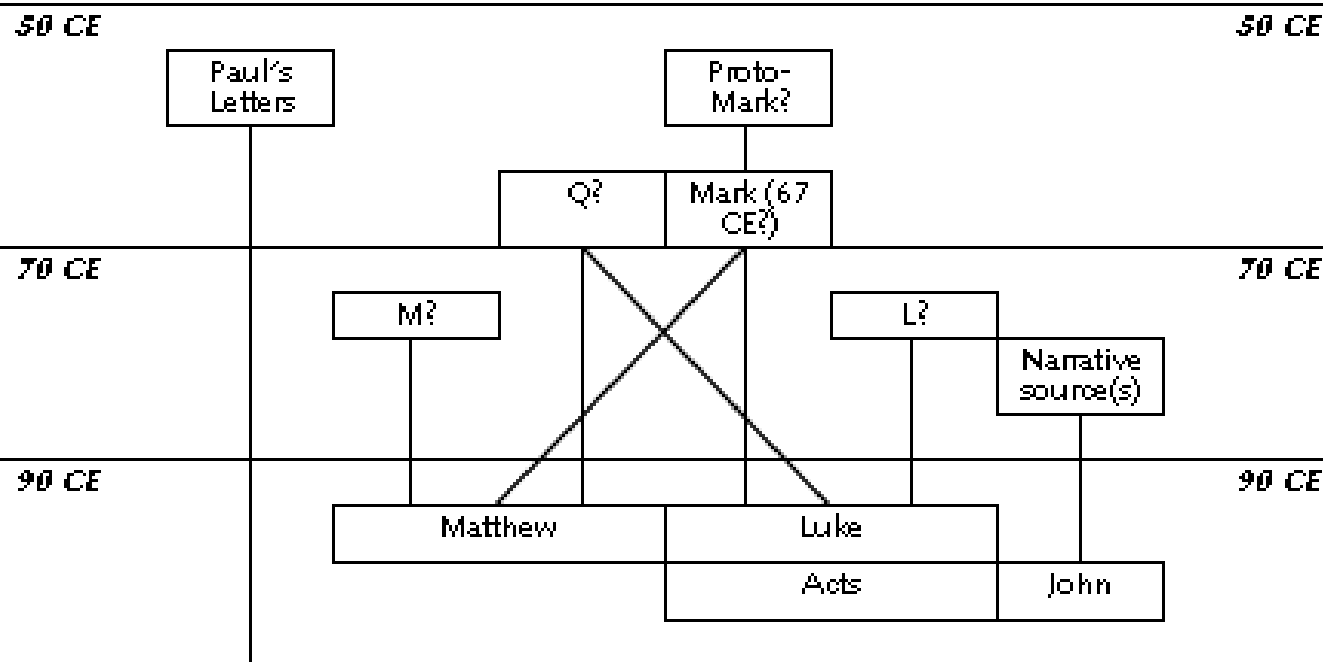 50 CE
50 CE
Paul's
Letters
Proto-
Mark?
Q?
Mark (67
CE?)
70 CE
70 CE
M?
L?
Narrative
source(s)
90 CE
90 CE
Matthew
Luke
Acts
John